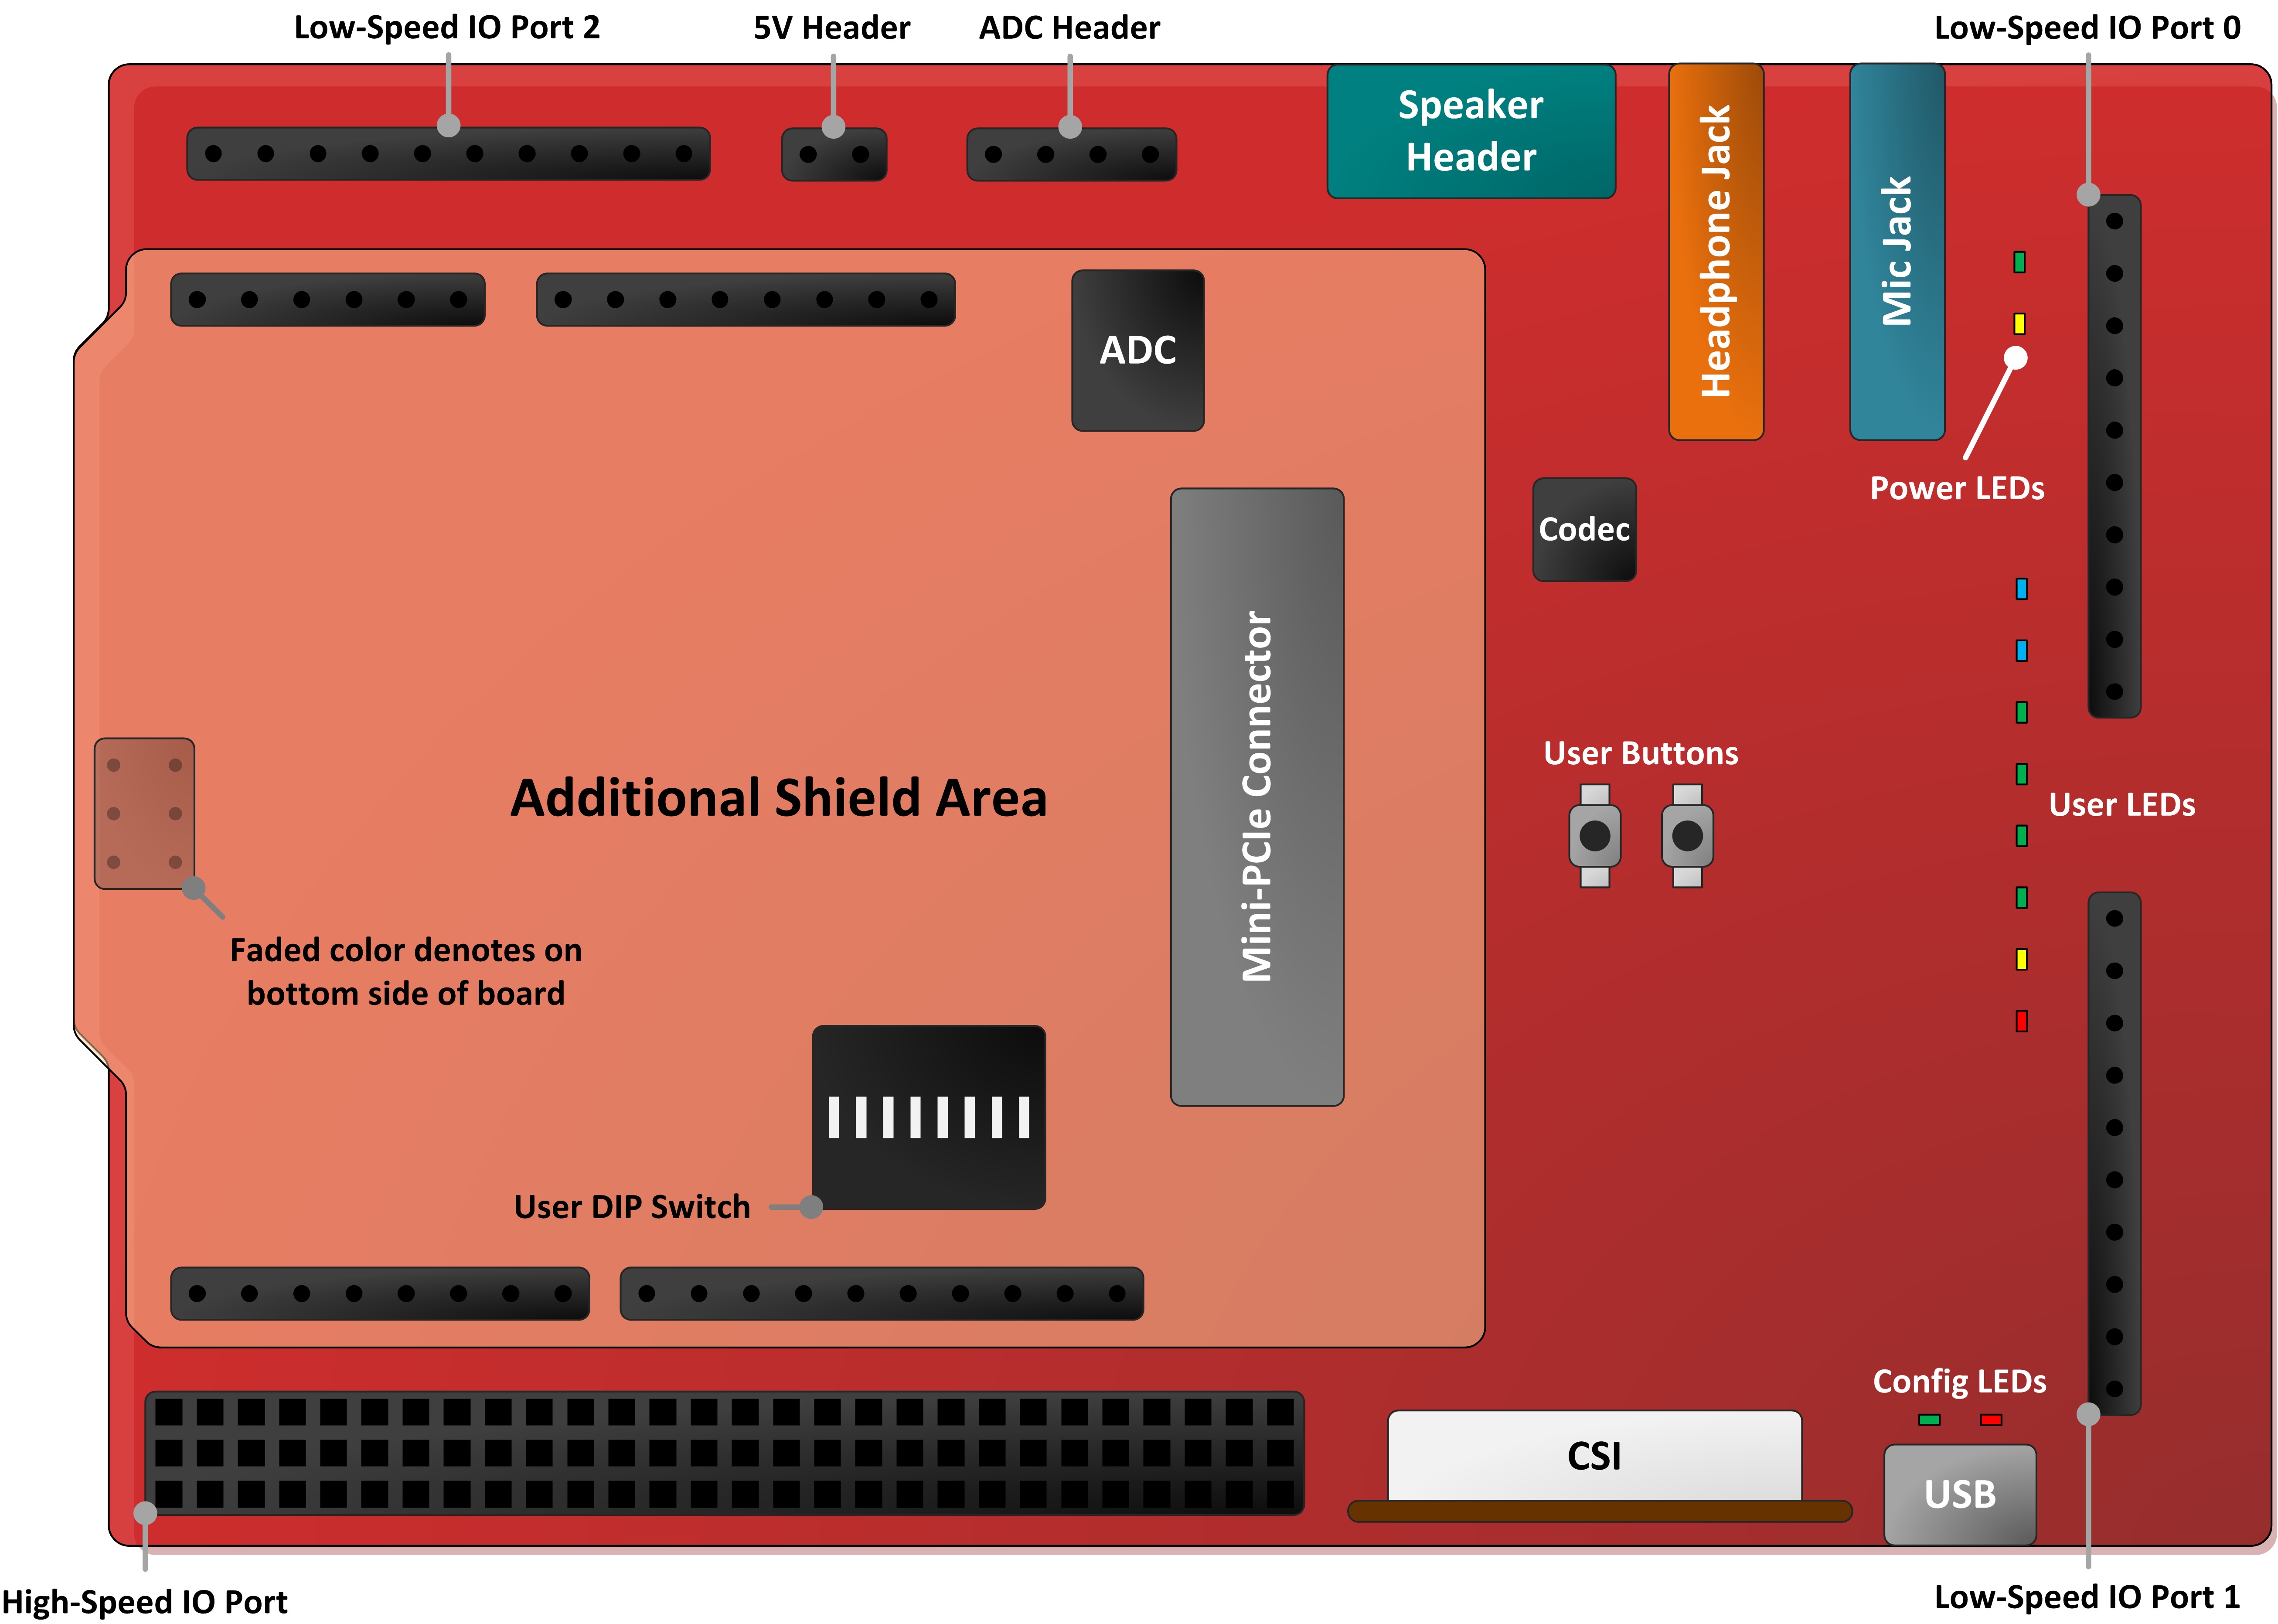 Low-Speed IO Port 2
5V Header
ADC Header
Low-Speed IO Port 0
Speaker
Header
Headphone Jack
Mic Jack
ADC
Power LEDs
Codec
Mini-PCIe Connector
User Buttons
Additional Shield Area
User LEDs
Faded color denotes on
bottom side of board
User DIP Switch
Config LEDs
CSI
USB
High-Speed IO Port
Low-Speed IO Port 1